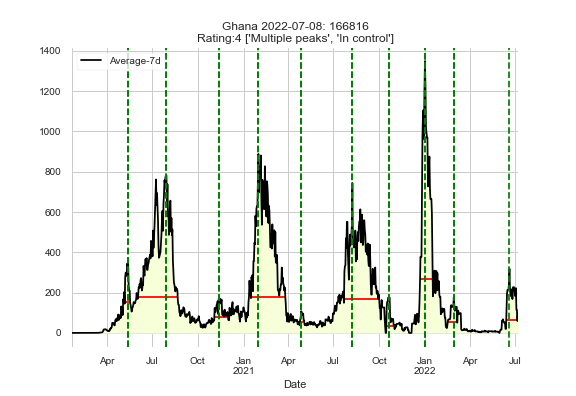 Ghana 2022-07-08: 166816
Rating:4 ['Multiple peaks', 'In control']
1400
Average-7d
1200
1000
800
600
400
200
0
Apr Jul Oct Jan Apr Jul Oct Jan Apr Jul
2021 2022
Date